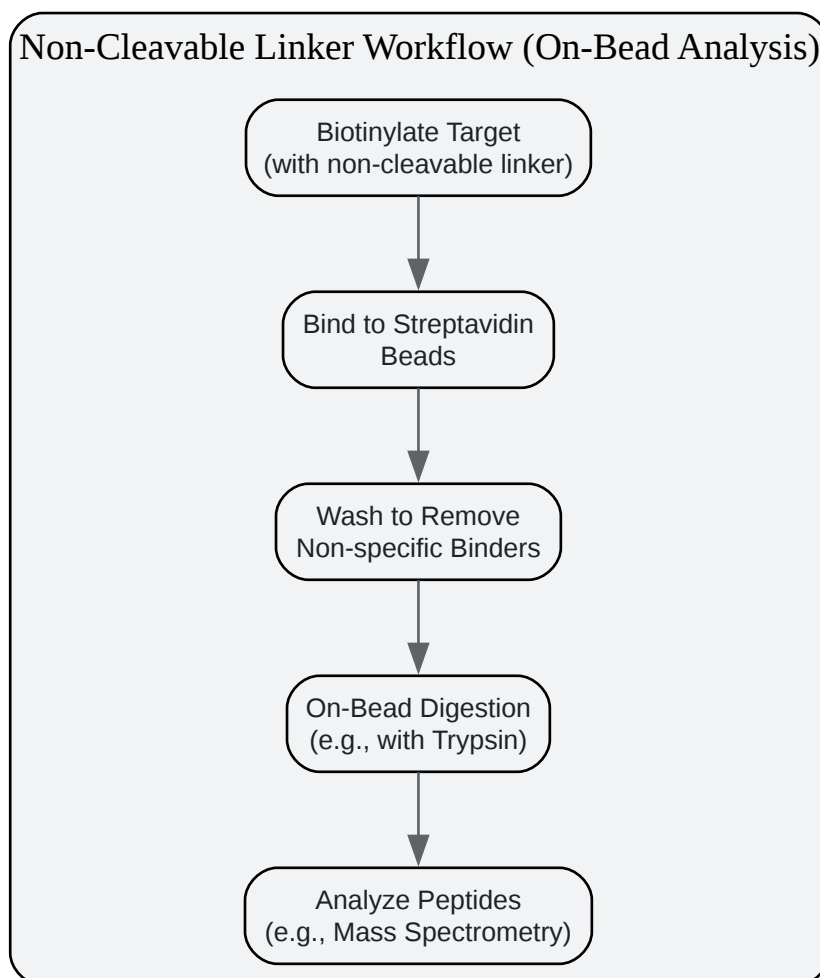 Non-Cleavable Linker Workflow (On-Bead Analysis)
Biotinylate Target
(with non-cleavable linker)
Bind to Streptavidin
Beads
Wash to Remove
Non-specific Binders
On-Bead Digestion
(e.g., with Trypsin)
Analyze Peptides
(e.g., Mass Spectrometry)